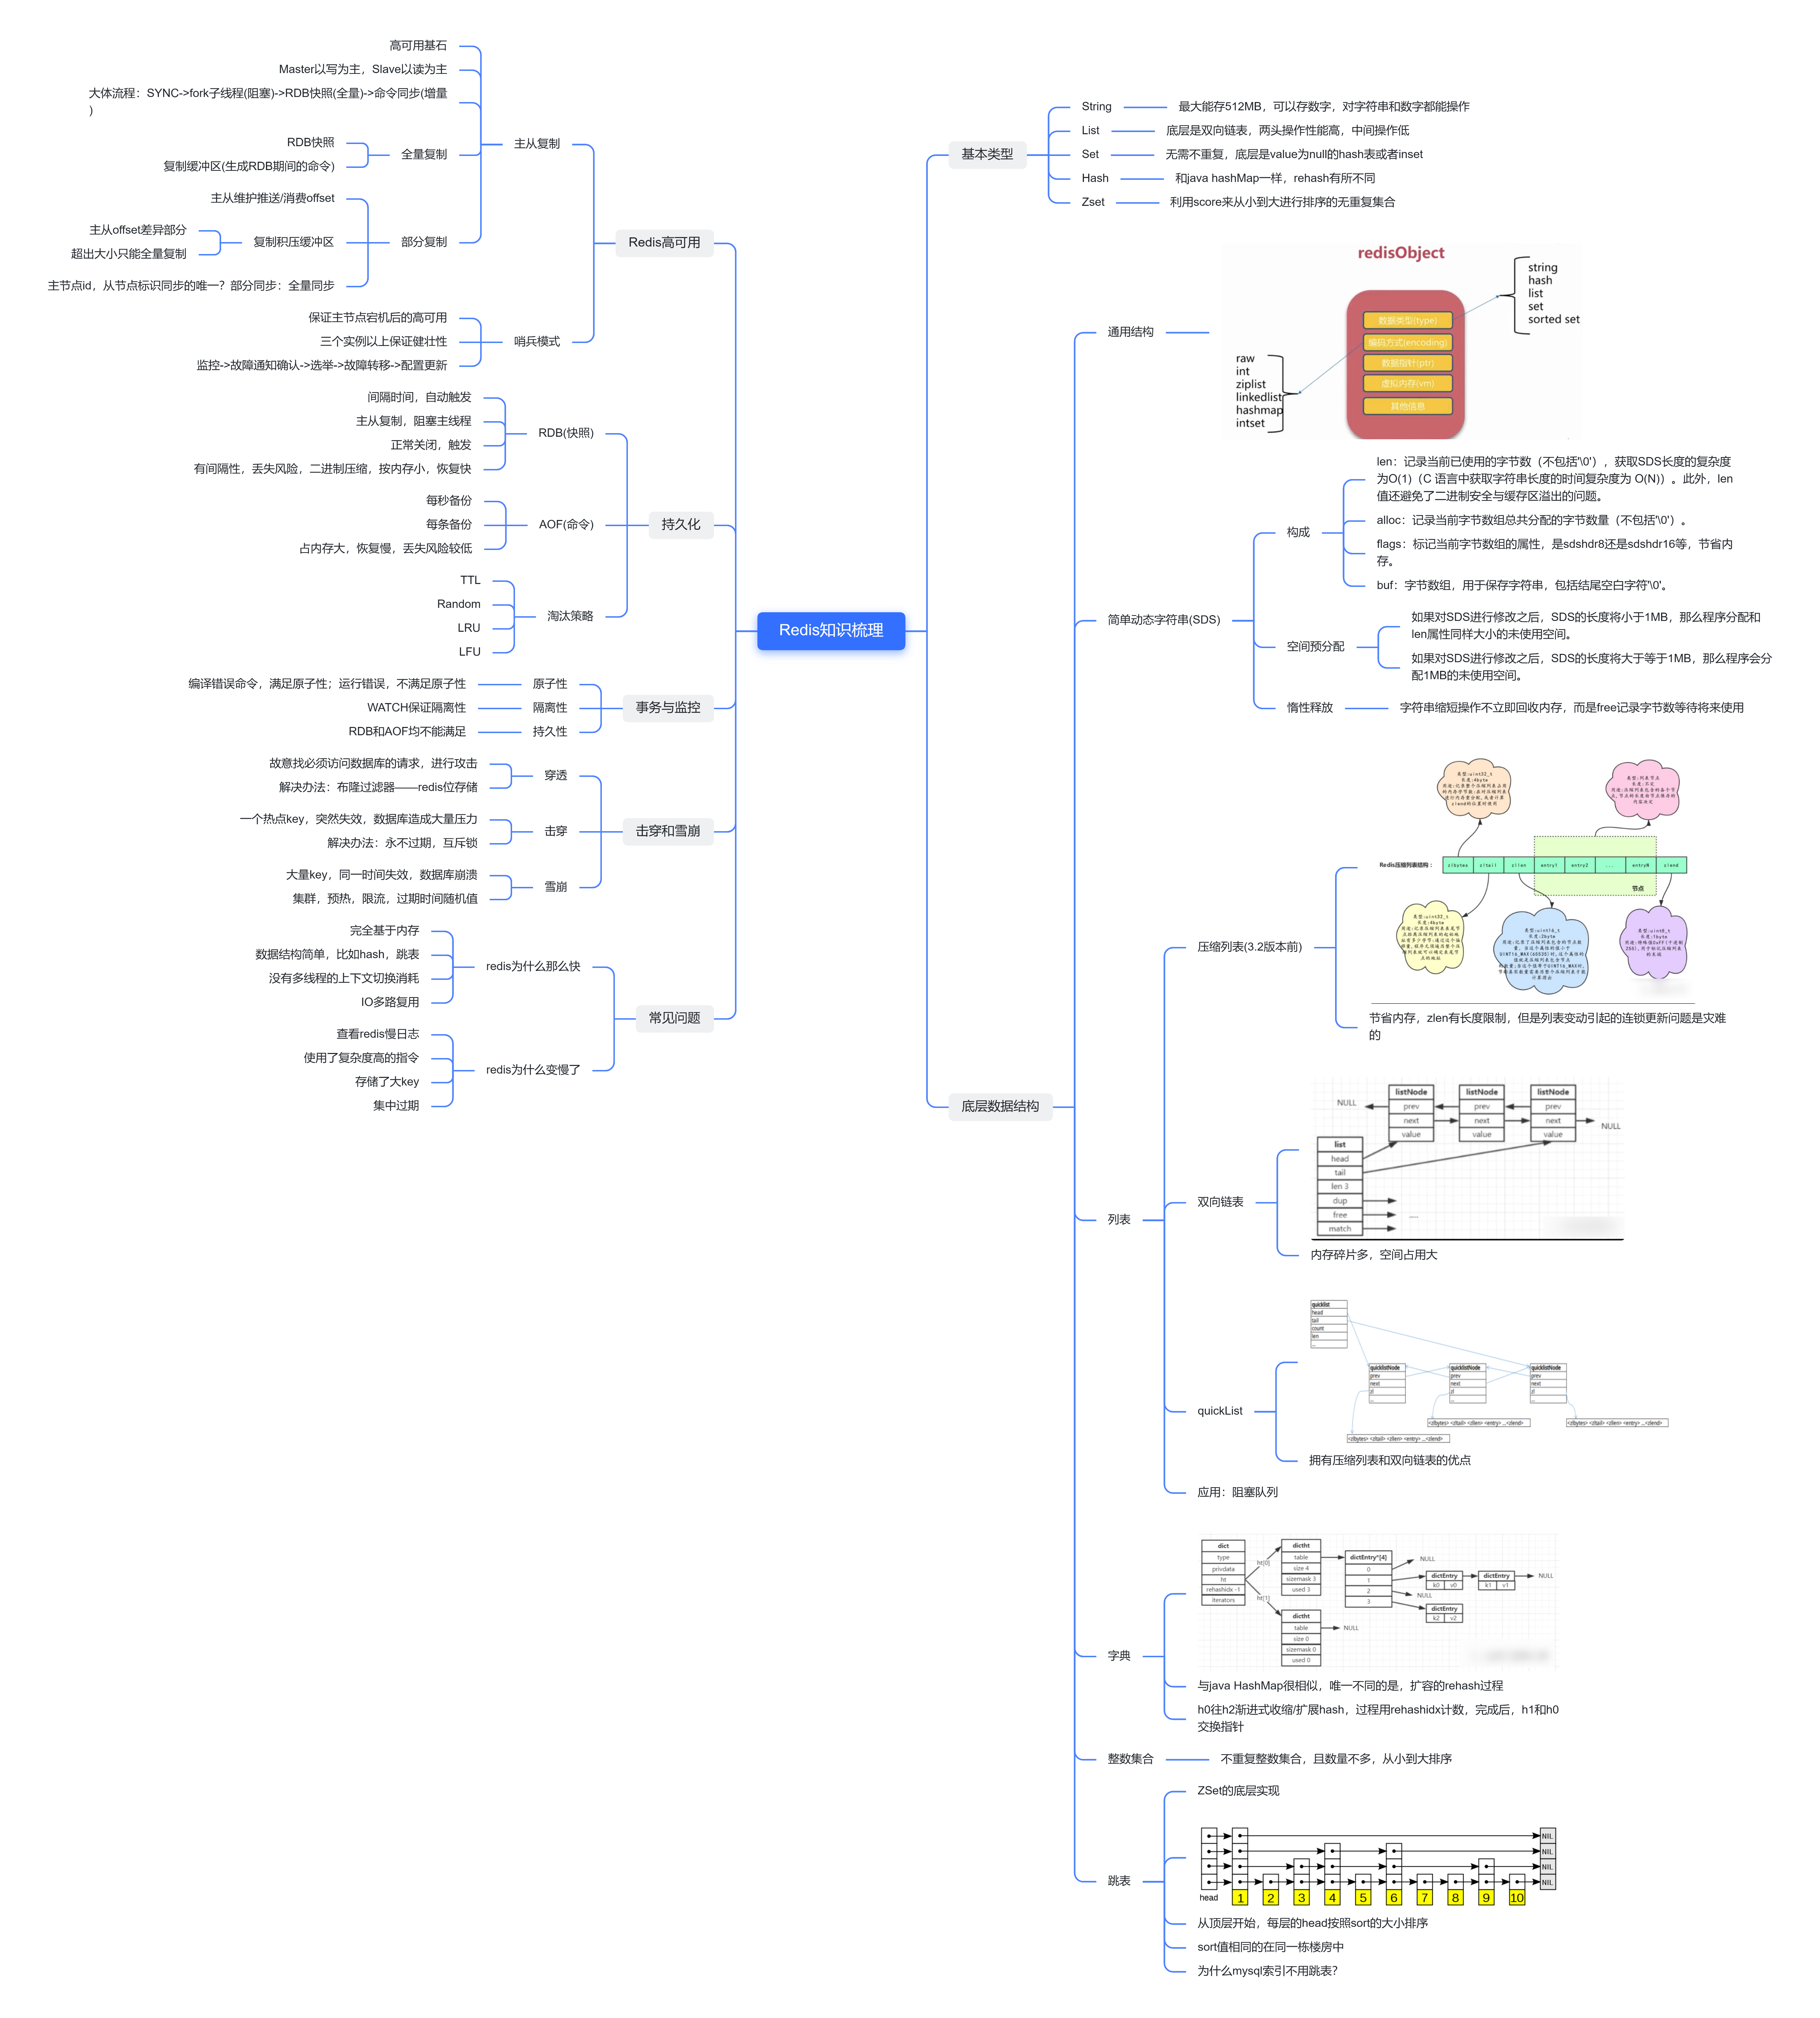 Redis知识梳理
Redis高可用
主从复制
高可用基石
Master以写为主，Slave以读为主
大体流程：SYNC->fork子线程(阻塞)->RDB快照(全量)->命令同步(增量
)
全量复制
RDB快照
复制缓冲区(生成RDB期间的命令)
部分复制
主从维护推送/消费offset
复制积压缓冲区
主从offset差异部分
超出大小只能全量复制
主节点id，从节点标识同步的唯一？部分同步：全量同步
哨兵模式
保证主节点宕机后的高可用
三个实例以上保证健壮性
监控->故障通知确认->选举->故障转移->配置更新
持久化
RDB(快照)
间隔时间，自动触发
主从复制，阻塞主线程
正常关闭，触发
有间隔性，丢失风险，二进制压缩，按内存小，恢复快
AOF(命令)
每秒备份
每条备份
占内存大，恢复慢，丢失风险较低
淘汰策略
TTL
Random
LRU
LFU
事务与监控
原子性
编译错误命令，满足原子性；运行错误，不满足原子性
隔离性
WATCH保证隔离性
持久性
RDB和AOF均不能满足
击穿和雪崩
穿透
故意找必须访问数据库的请求，进行攻击
解决办法：布隆过滤器——redis位存储
击穿
一个热点key，突然失效，数据库造成大量压力
解决办法：永不过期，互斥锁
雪崩
大量key，同一时间失效，数据库崩溃
集群，预热，限流，过期时间随机值
常见问题
redis为什么那么快
完全基于内存
数据结构简单，比如hash，跳表
没有多线程的上下文切换消耗
IO多路复用
redis为什么变慢了
查看redis慢日志
使用了复杂度高的指令
存储了大key
集中过期
基本类型
String
最大能存512MB，可以存数字，对字符串和数字都能操作
List
底层是双向链表，两头操作性能高，中间操作低
Set
无需不重复，底层是value为null的hash表或者inset
Hash
和java hashMap一样，rehash有所不同
Zset
利用score来从小到大进行排序的无重复集合
底层数据结构
通用结构
redisObject
数据类型(type)
编码方式(encoding)
数据指针(ptr)
虚拟内存(vm)
其他信息
string
hash
list
set
sorted set
raw
int
ziplist
linkedlist
hashmap
intset
简单动态字符串(SDS)
构成
len：记录当前已使用的字节数（不包括'\0'），获取SDS长度的复杂度
为O(1)（C 语言中获取字符串长度的时间复杂度为 O(N)）。此外，len
值还避免了二进制安全与缓存区溢出的问题。
alloc：记录当前字节数组总共分配的字节数量（不包括'\0'）。
flags：标记当前字节数组的属性，是sdshdr8还是sdshdr16等，节省内
存。
buf：字节数组，用于保存字符串，包括结尾空白字符'\0'。
空间预分配
如果对SDS进行修改之后，SDS的长度将小于1MB，那么程序分配和
len属性同样大小的未使用空间。
如果对SDS进行修改之后，SDS的长度将大于等于1MB，那么程序会分
配1MB的未使用空间。
惰性释放
字符串缩短操作不立即回收内存，而是free记录字节数等待将来使用
列表
压缩列表(3.2版本前)
类型:uint32_t
长度:4byte
类型:列表节点
长度:不定
Redis压缩列表结构：
zlbytes zltail zllen entry1 entry2 ... entryN zlend
节点
类型:uint32_t
长度:4byte
类型:uint16_t
长度:2byte
类型:uint8_t
长度:1byte
节省内存，zlen有长度限制，但是列表变动引起的连锁更新问题是灾难
的
双向链表
listNode listNode listNode
NULL prev prev prev
next next next NULL
value value value
list
head
tail
len 3
dup
free ...
match
内存碎片多，空间占用大
quickList
quicklist
head
tail
count
len
...
quicklistNode quicklistNode quicklistNode
prev prev prev
next next next
zl zl zl
... ... ...
<zlbytes> <zltail> <zllen> <entry> ...<zlend> <zlbytes> <zltail> <zllen> <entry> ...<zlend>
<zlbytes> <zltail> <zllen> <entry> ...<zlend>
拥有压缩列表和双向链表的优点
应用：阻塞队列
字典
dict
type
privdata
ht
rehashidx -1
iterators
ht[0]
ht[1]
dictht
table
size 4
sizemask 3
used 3
dictEntry*[4]
0
1
2
3
NULL
dictEntry
k0 v0
dictEntry
k1 v1
NULL
NULL
dictEntry
k2 v2
dictht
table
size 0
sizemask 0
used 0
NULL
与java HashMap很相似，唯一不同的是，扩容的rehash过程
h0往h2渐进式收缩/扩展hash，过程用rehashidx计数，完成后，h1和h0
交换指针
整数集合
不重复整数集合，且数量不多，从小到大排序
跳表
ZSet的底层实现
NIL
NIL
NIL
NIL
head 1 2 3 4 5 6 7 8 9 10
从顶层开始，每层的head按照sort的大小排序
sort值相同的在同一栋楼房中
为什么mysql索引不用跳表？